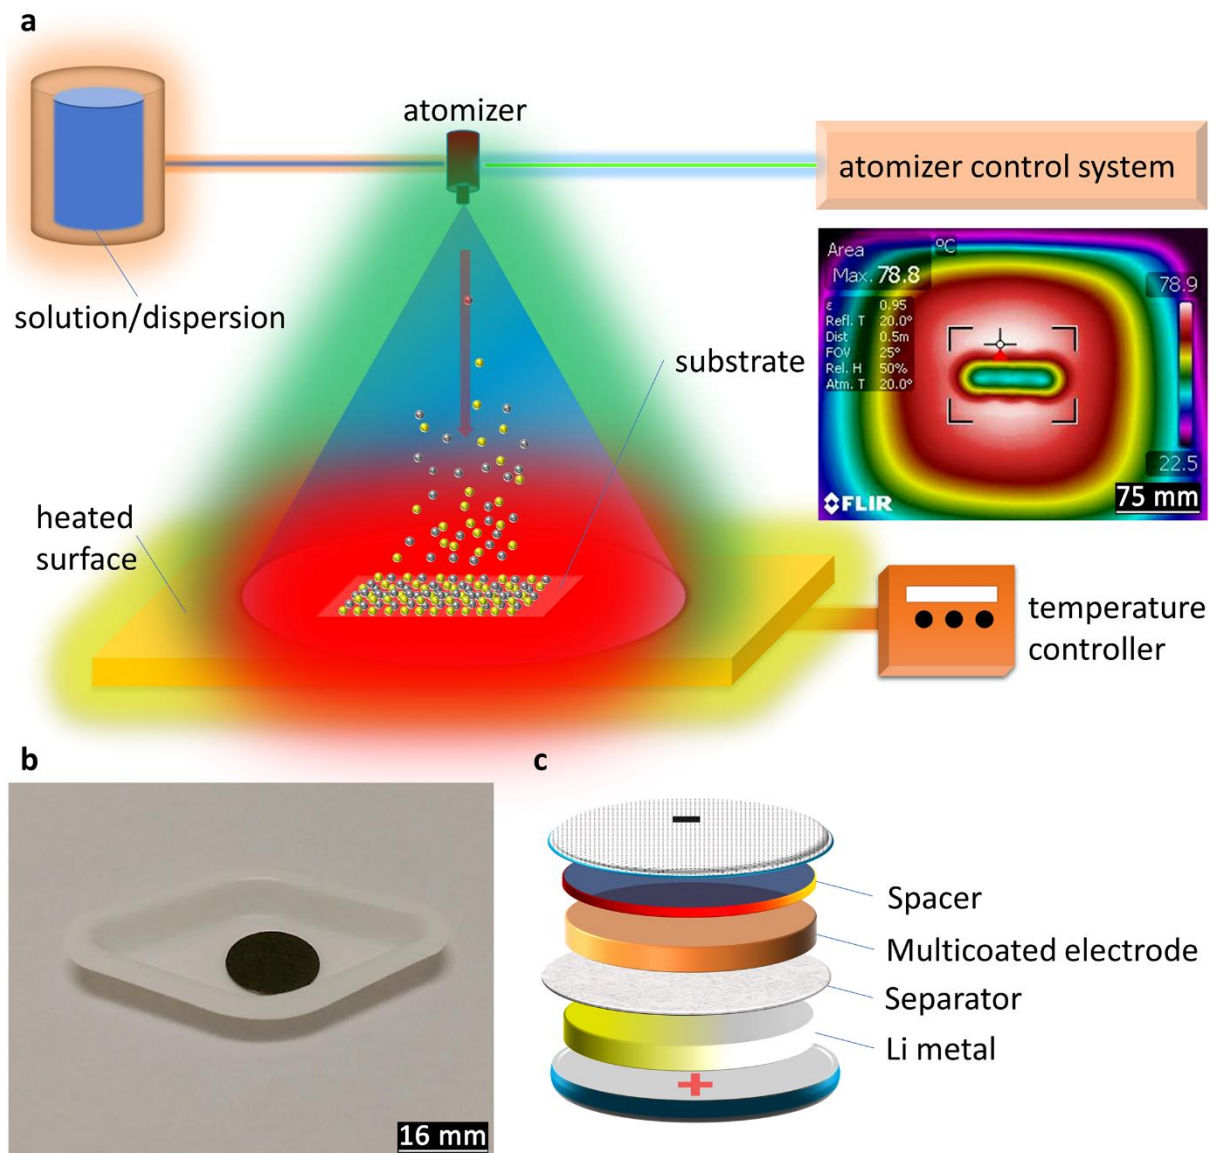 a
atomizer
atomizer control system
solution/dispersion
Area
°C
Max. 78.8
78.9
ε 0.95
Refl. T 20.0°
Dist 0.5m
FOV 25°
Rel. H 50%
Atm. T 20.0°
22.5
FLIR
75 mm
substrate
heated
surface
temperature
controller
b
16 mm
c
-
Spacer
Multicoated electrode
Separator
Li metal
+